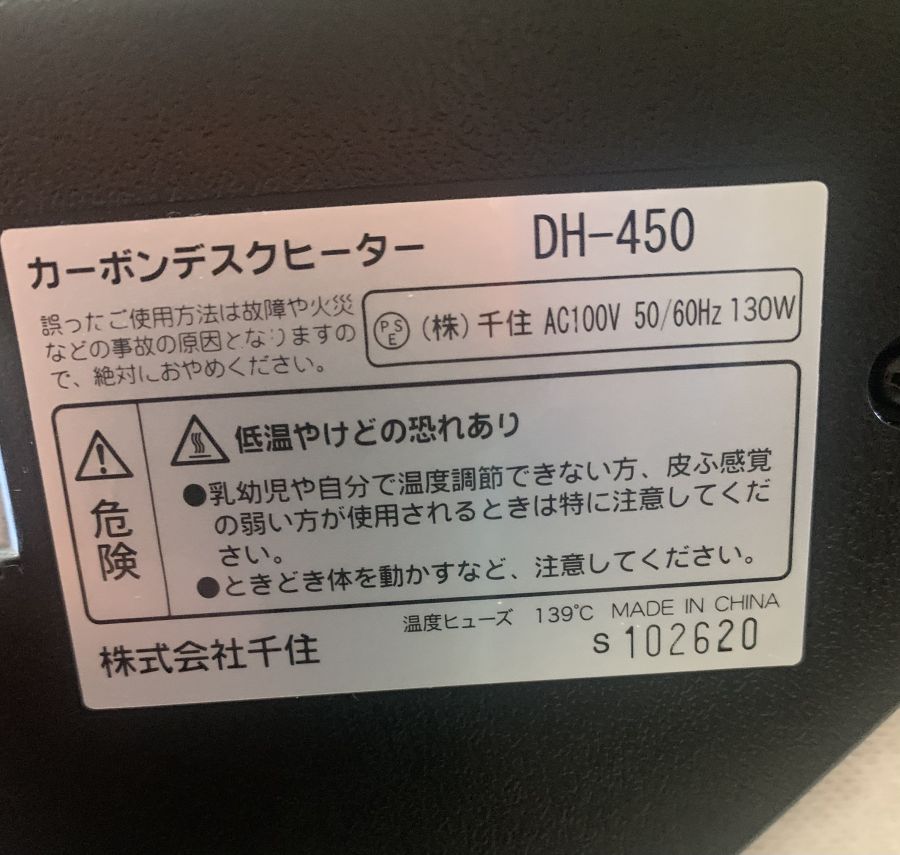 カーボンデスクヒーター DH-450
誤ったご使用方法は故障や火災
などの事故の原因となりますの
で、絶対におやめください。
PSE (株)千住 AC100V 50/60Hz 130W
危険
低温やけどの恐れあり
●乳幼児や自分で温度調節できない方、皮ふ感覚
の弱い方が使用されるときは特に注意してくだ
さい。
●ときどき体を動かすなど、注意してください。
温度ヒューズ 139℃ MADE IN CHINA
株式会社千住 S 102620